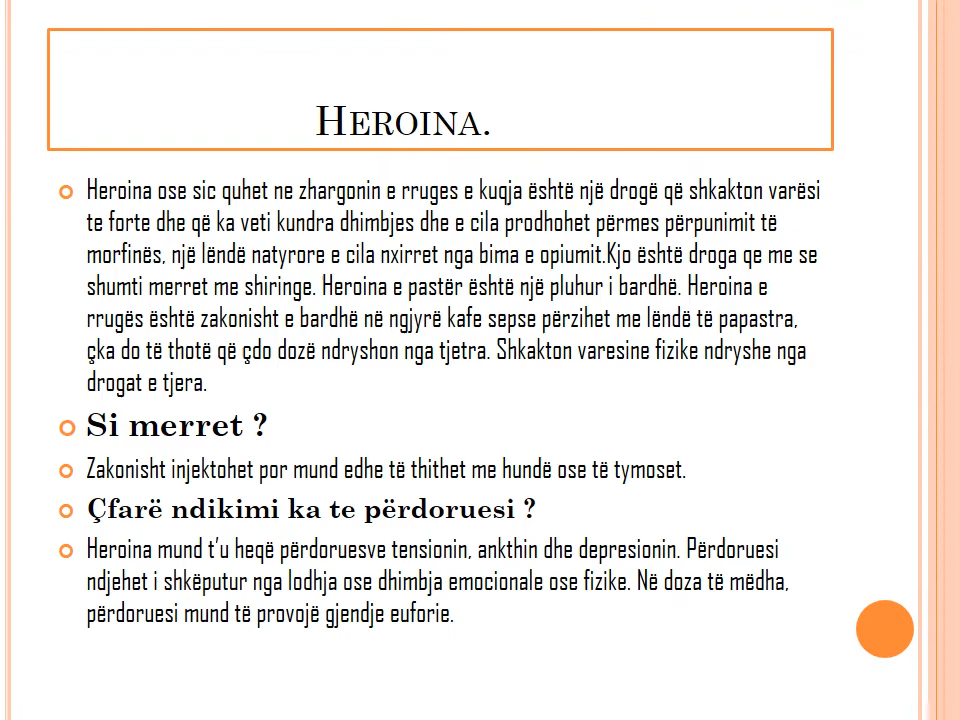 HEROINA.
Heroina ose sic quhet ne zhargonin e rruges e kuqja është një drogë që shkakton varësi
te forte dhe që ka veti kundra dhimbjes dhe e cila prodhohet përmes përpunimit të
morfinës, një lëndë natyrore e cila nxirret nga bima e opiumit.Kjo është droga qe me se
shumti merret me shiringe. Heroina e pastër është një pluhur i bardhë. Heroina e
rrugës është zakonisht e bardhë në ngjyrë kafe sepse përzihet me lëndë të papastra,
çka do të thotë që çdo dozë ndryshon nga tjetra. Shkakton varesine fizike ndryshe nga
drogat e tjera.
Si merret ?
Zakonisht injektohet por mund edhe të thithet me hundë ose të tymoset.
Çfarë ndikimi ka te përdoruesi ?
Heroina mund t’u heqë përdoruesve tensionin, ankthin dhe depresionin. Përdoruesi
ndjehet i shkëputur nga lodhja ose dhimbja emocionale ose fizike. Në doza të mëdha,
përdoruesi mund të provojë gjendje euforie.